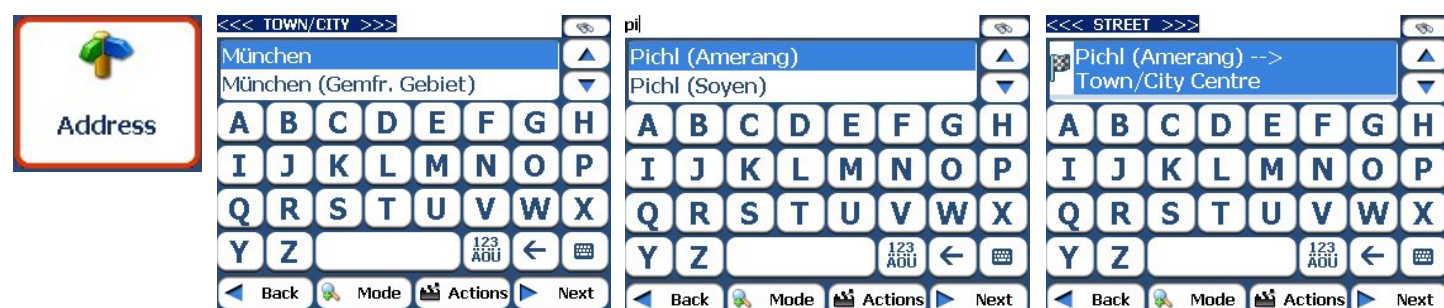 Address
<<< TOWN/CITY >>>
München
München (Gemfr. Gebiet)
A B C D E F G H
I J K L M N O P
Q R S T U V W X
Y Z 123 ÄÖÜ ←
Back Mode Actions Next
pi
Pichl (Amerang)
Pichl (Soyen)
A B C D E F G H
I J K L M N O P
Q R S T U V W X
Y Z 123 ÄÖÜ ←
Back Mode Actions Next
<<< STREET >>>
Pichl (Amerang) -->
Town/City Centre
A B C D E F G H
I J K L M N O P
Q R S T U V W X
Y Z 123 ÄÖÜ ←
Back Mode Actions Next